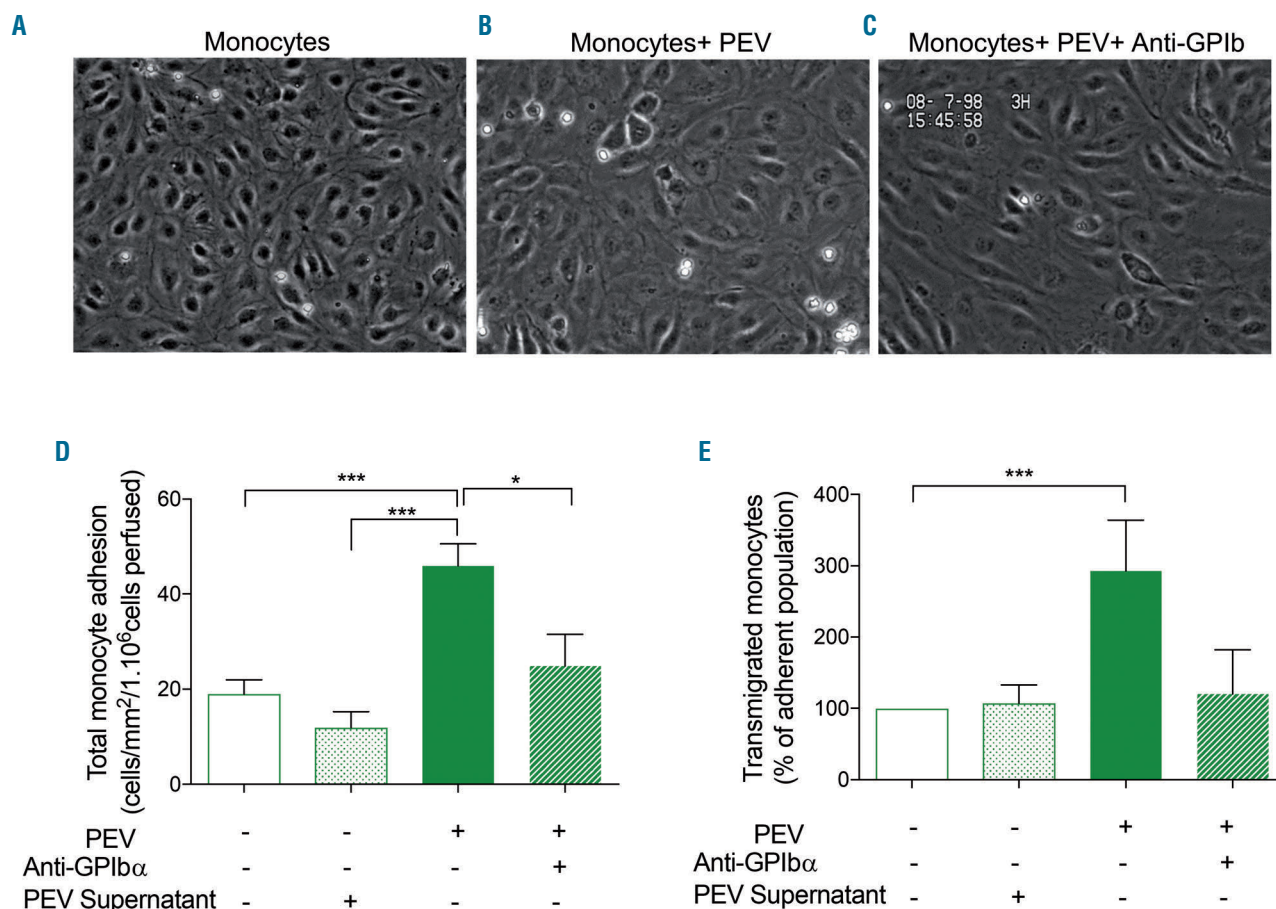 A
Monocytes
B
Monocytes+ PEV
C
Monocytes+ PEV+ Anti-GPIb
08- 7-98 3H
15:45:58
D
Total monocyte adhesion
(cells/mm²/1.10⁶cells perfused)
60
40
20
0
***
***
*
PEV - - + +
Anti-GPIbα - - - +
PEV Supernatant - + - -
E
Transmigrated monocytes
(% of adherent population)
400
300
200
100
0
***
PEV - - + +
Anti-GPIbα - - - +
PEV Supernatant - + - -